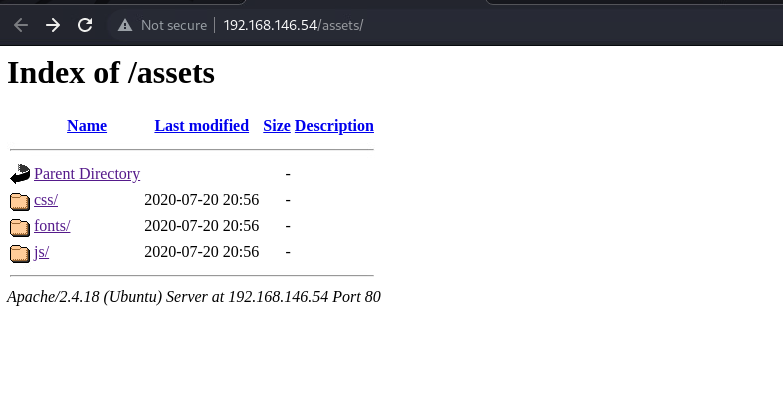 Not secure 192.168.146.54/assets/
Index of /assets
Name Last modified Size Description
Parent Directory -
css/ 2020-07-20 20:56 -
fonts/ 2020-07-20 20:56 -
js/ 2020-07-20 20:56 -
Apache/2.4.18 (Ubuntu) Server at 192.168.146.54 Port 80